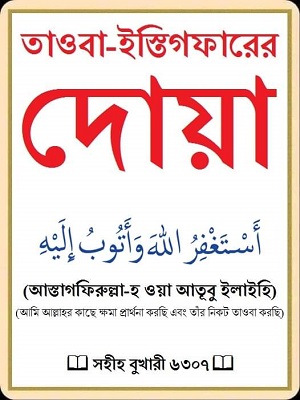 তাওবা-ইস্তিগফারের
দোয়া
أَسْتَغْفِرُ اللهَ وَأَتُوبُ إِلَيْهِ
(আস্তাগফিরুল্লা-হ ওয়া আতূবু ইলাইহি)
(আমি আল্লাহর কাছে ক্ষমা প্রার্থনা করছি এবং তাঁর নিকট তাওবা করছি)
🕮 সহীহ বুখারী ৬৩০৭ 🕮